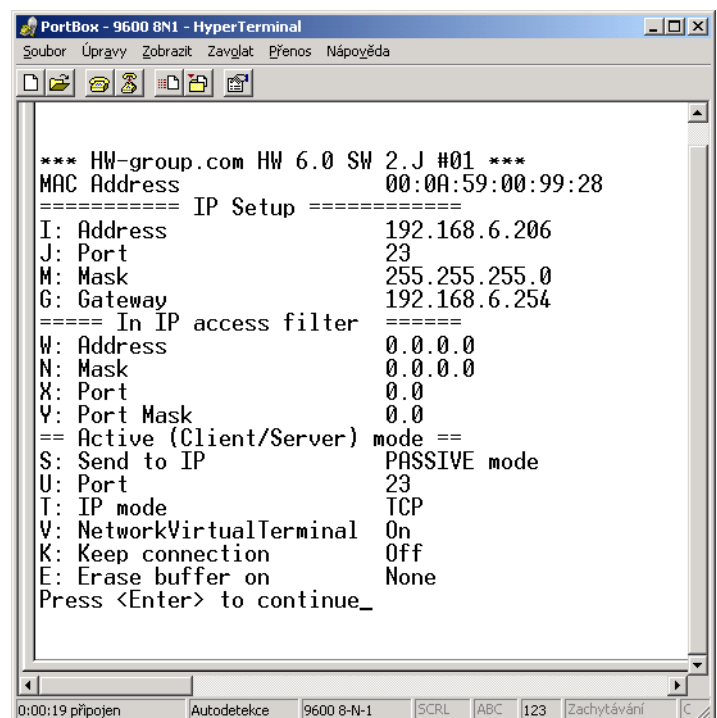 PortBox - 9600 8N1 - HyperTerminal
Soubor Úpravy Zobrazit Zavolat Přenos Nápověda
*** HW-group.com HW 6.0 SW 2.J #01 ***
MAC Address 00:0A:59:00:99:28
=========== IP Setup ============
I: Address 192.168.6.206
J: Port 23
M: Mask 255.255.255.0
G: Gateway 192.168.6.254
===== In IP access filter ======
W: Address 0.0.0.0
N: Mask 0.0.0.0
X: Port 0.0
Y: Port Mask 0.0
== Active (Client/Server) mode ==
S: Send to IP PASSIVE mode
U: Port 23
T: IP mode TCP
V: NetworkVirtualTerminal On
K: Keep connection Off
E: Erase buffer on None
Press <Enter> to continue_
0:00:19 připojen Autodetekce 9600 8-N-1 SCRL ABC 123 Zachytávání